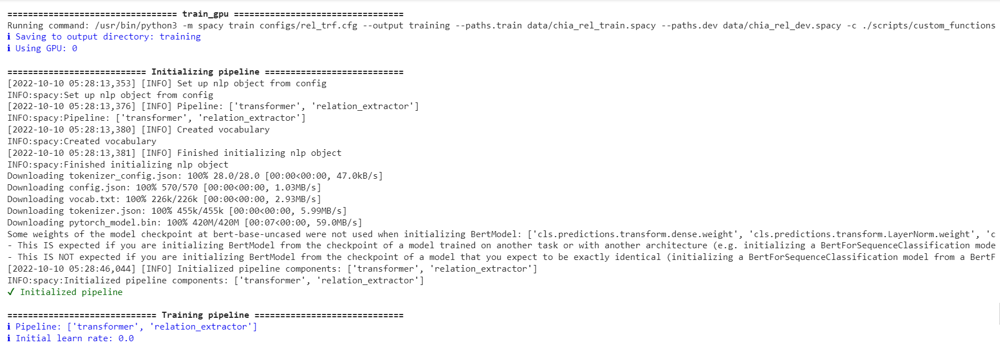 ================================= train_gpu =================================
Running command: /usr/bin/python3 -m spacy train configs/rel_trf.cfg --output training --paths.train data/chia_rel_train.spacy --paths.dev data/chia_rel_dev.spacy -c ./scripts/custom_functions
ℹ Saving to output directory: training
ℹ Using GPU: 0
=========================== Initializing pipeline ===========================
[2022-10-10 05:28:13,353] [INFO] Set up nlp object from config
INFO:spacy:Set up nlp object from config
[2022-10-10 05:28:13,376] [INFO] Pipeline: ['transformer', 'relation_extractor']
INFO:spacy:Pipeline: ['transformer', 'relation_extractor']
[2022-10-10 05:28:13,380] [INFO] Created vocabulary
INFO:spacy:Created vocabulary
[2022-10-10 05:28:13,381] [INFO] Finished initializing nlp object
INFO:spacy:Finished initializing nlp object
Downloading tokenizer_config.json: 100% 28.0/28.0 [00:00<00:00, 47.0kB/s]
Downloading config.json: 100% 570/570 [00:00<00:00, 1.03MB/s]
Downloading vocab.txt: 100% 226k/226k [00:00<00:00, 2.93MB/s]
Downloading tokenizer.json: 100% 455k/455k [00:00<00:00, 5.99MB/s]
Downloading pytorch_model.bin: 100% 420M/420M [00:07<00:00, 59.0MB/s]
Some weights of the model checkpoint at bert-base-uncased were not used when initializing BertModel: ['cls.predictions.transform.dense.weight', 'cls.predictions.transform.LayerNorm.weight', 'c
- This IS expected if you are initializing BertModel from the checkpoint of a model trained on another task or with another architecture (e.g. initializing a BertForSequenceClassification mode
- This IS NOT expected if you are initializing BertModel from the checkpoint of a model that you expect to be exactly identical (initializing a BertForSequenceClassification model from a BertF
[2022-10-10 05:28:46,044] [INFO] Initialized pipeline components: ['transformer', 'relation_extractor']
INFO:spacy:Initialized pipeline components: ['transformer', 'relation_extractor']
✔ Initialized pipeline
============================= Training pipeline =============================
ℹ Pipeline: ['transformer', 'relation_extractor']
ℹ Initial learn rate: 0.0